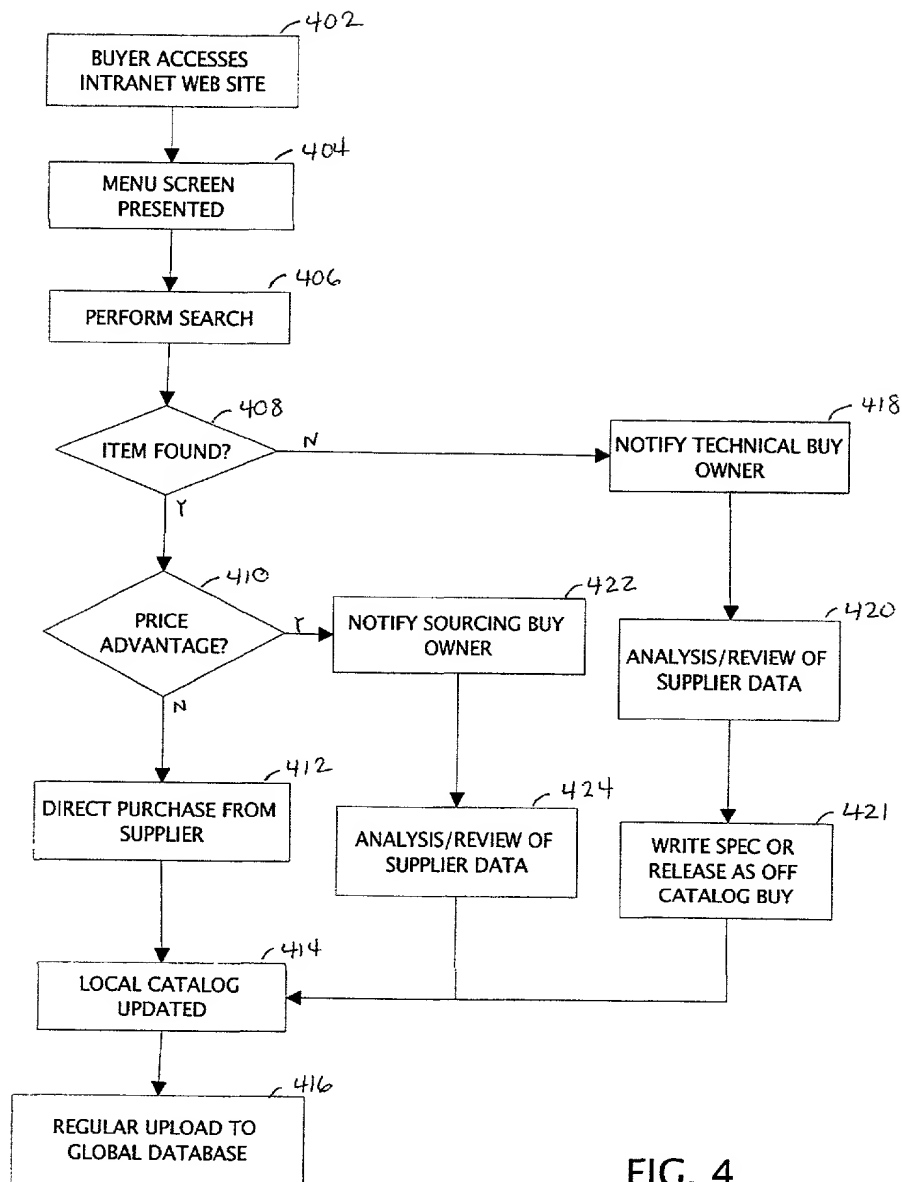 402
BUYER ACCESSES
INTRANET WEB SITE
404
MENU SCREEN
PRESENTED
406
PERFORM SEARCH
408
ITEM FOUND?
N
Y
418
NOTIFY TECHNICAL BUY
OWNER
410
PRICE
ADVANTAGE?
Y
N
422
NOTIFY SOURCING BUY
OWNER
420
ANALYSIS/REVIEW OF
SUPPLIER DATA
412
DIRECT PURCHASE FROM
SUPPLIER
424
ANALYSIS/REVIEW OF
SUPPLIER DATA
421
WRITE SPEC OR
RELEASE AS OFF
CATALOG BUY
414
LOCAL CATALOG
UPDATED
416
REGULAR UPLOAD TO
GLOBAL DATABASE
FIG. 4